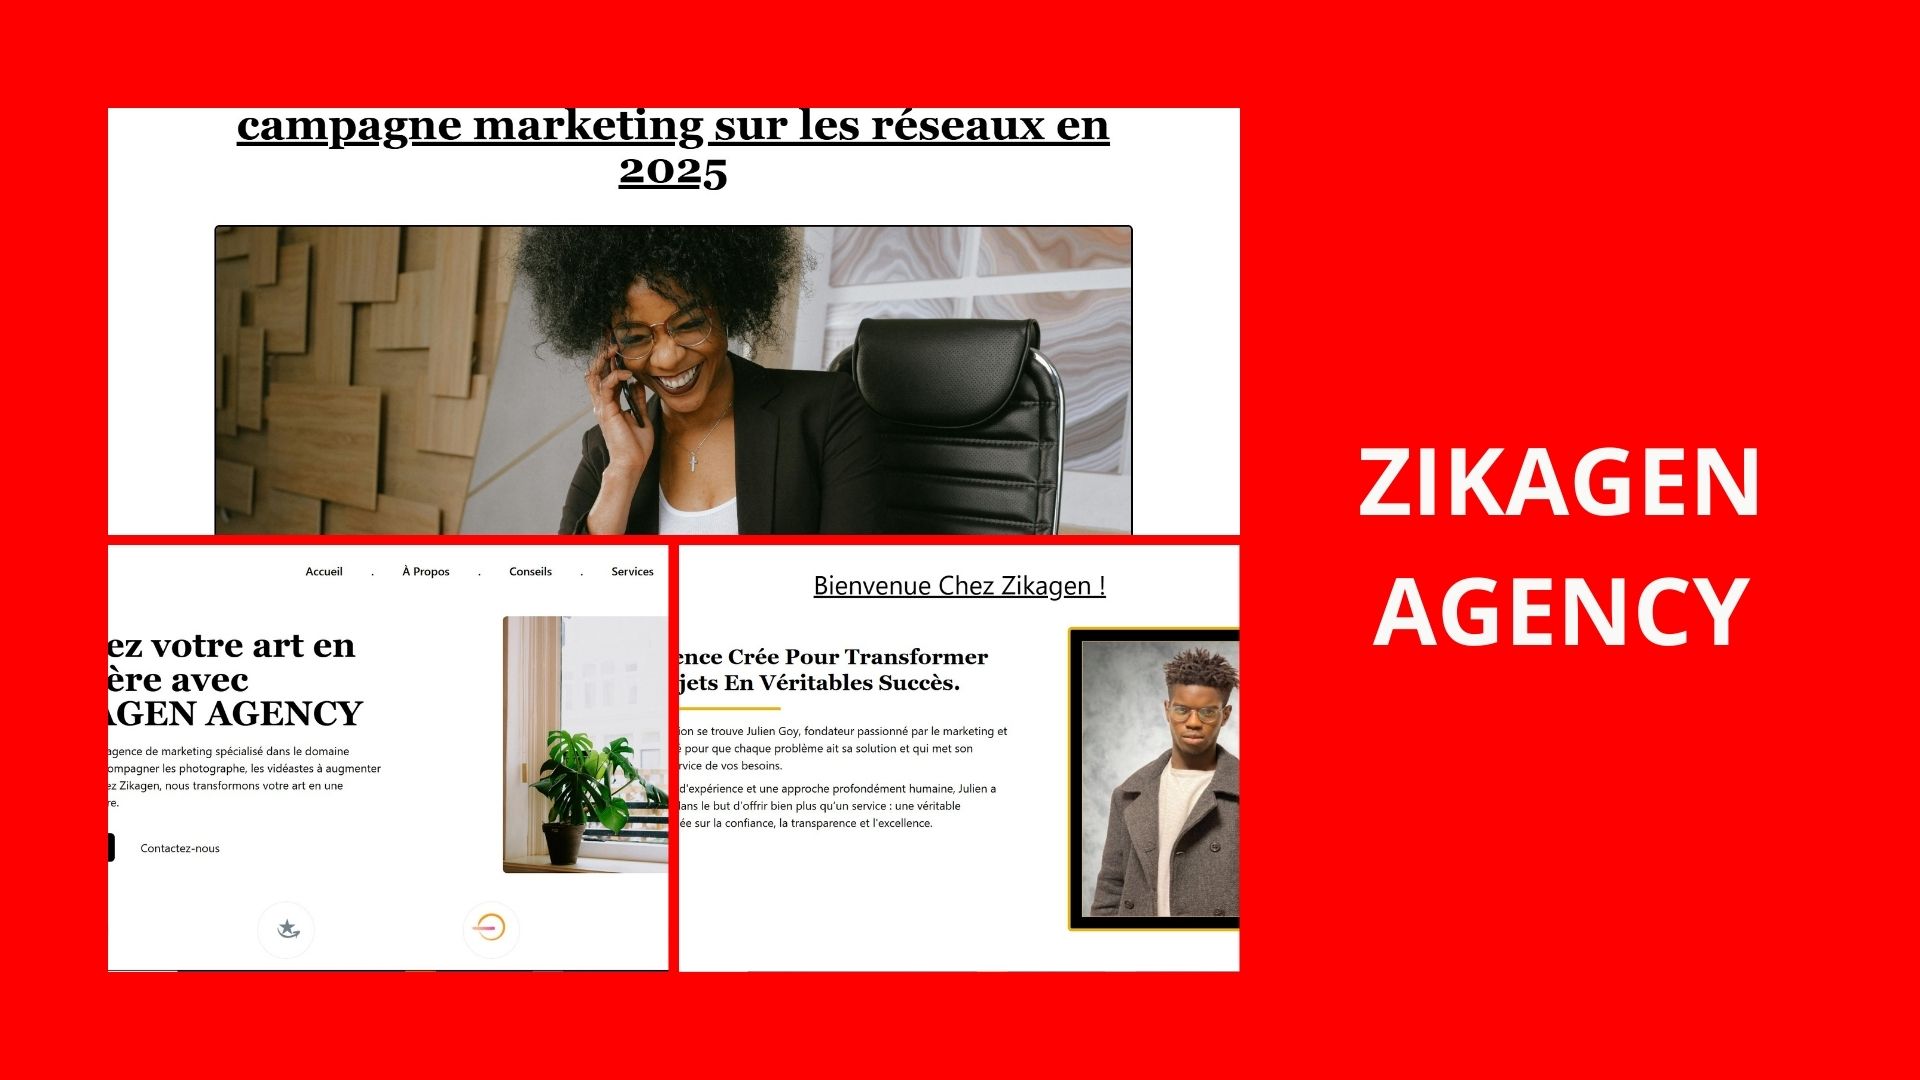 campagne marketing sur les réseaux en
2025
Accueil . À Propos . Conseils . Services
ez votre art en
ère avec
AGEN AGENCY
agence de marketing spécialisé dans le domaine
ompagner les photographe, les vidéastes à augmenter
ez Zikagen, nous transformons votre art en une
re.
Contactez-nous
Bienvenue Chez Zikagen !
ence Crée Pour Transformer
jets En Véritables Succès.
ion se trouve Julien Goy, fondateur passionné par le marketing et
é pour que chaque problème ait sa solution et qui met son
rvice de vos besoins.
d'expérience et une approche profondément humaine, Julien a
dans le but d'offrir bien plus qu'un service : une véritable
ée sur la confiance, la transparence et l'excellence.
ZIKAGEN
AGENCY